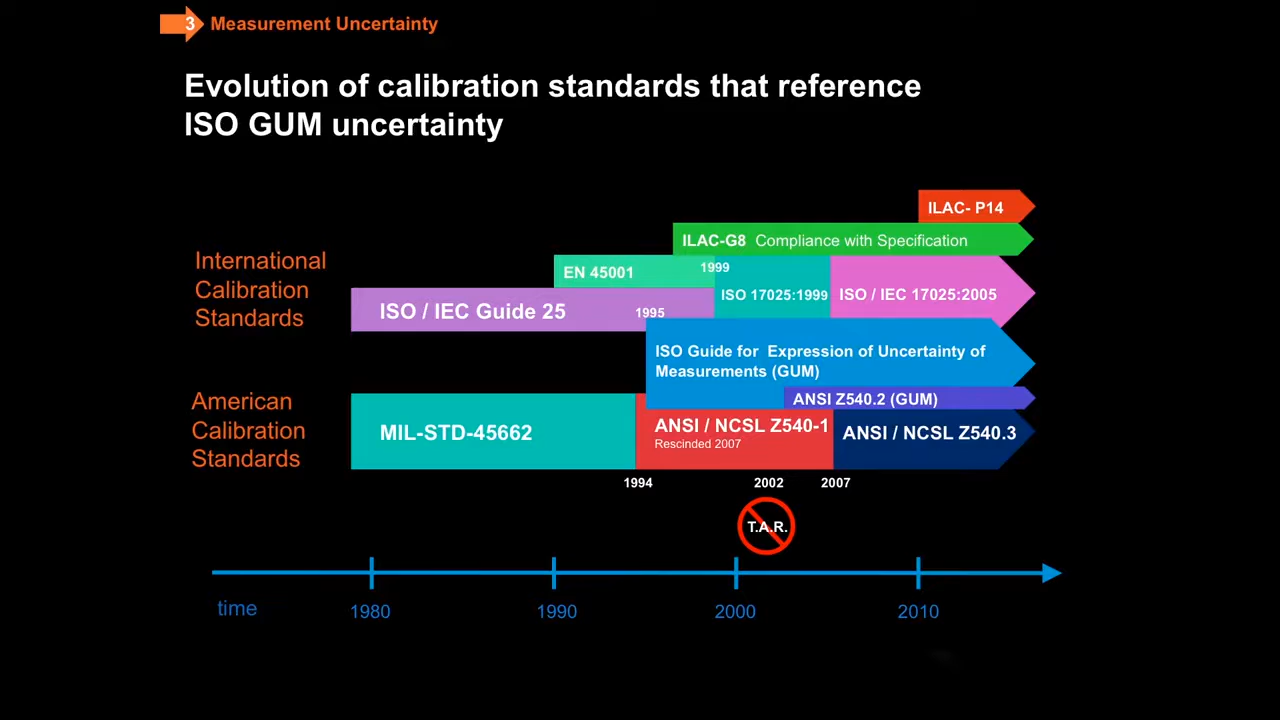 3 Measurement Uncertainty
Evolution of calibration standards that reference
ISO GUM uncertainty
ILAC- P14
ILAC-G8 Compliance with Specification
International
Calibration
Standards
EN 45001
1999
ISO / IEC Guide 25
1995
ISO 17025:1999
ISO / IEC 17025:2005
ISO Guide for Expression of Uncertainty of
Measurements (GUM)
ANSI Z540.2 (GUM)
American
Calibration
Standards
MIL-STD-45662
ANSI / NCSL Z540-1
Rescinded 2007
ANSI / NCSL Z540.3
1994
2002
2007
T.A.R.
time
1980
1990
2000
2010